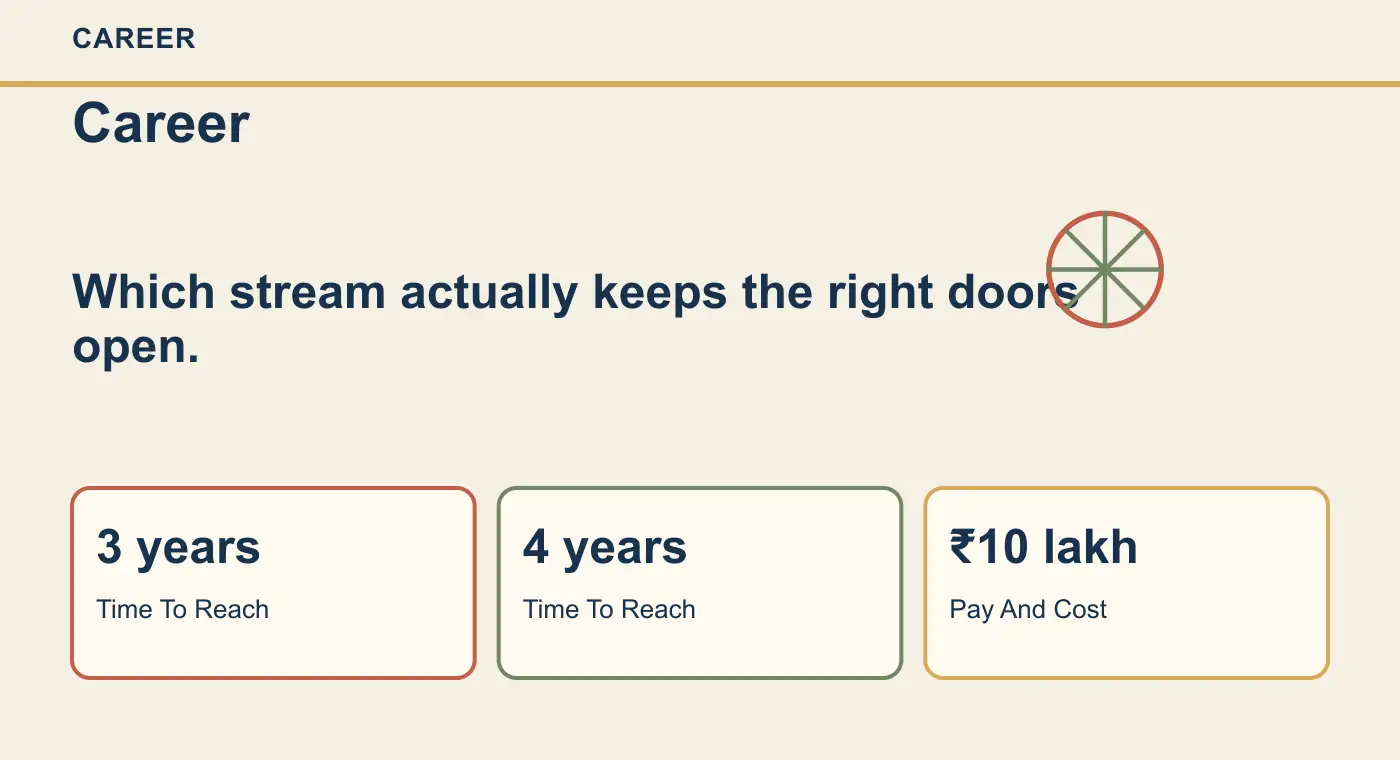 CAREER
Career
Which stream actually keeps the right doors
open.
3 years
Time To Reach
4 years
Time To Reach
₹10 lakh
Pay And Cost